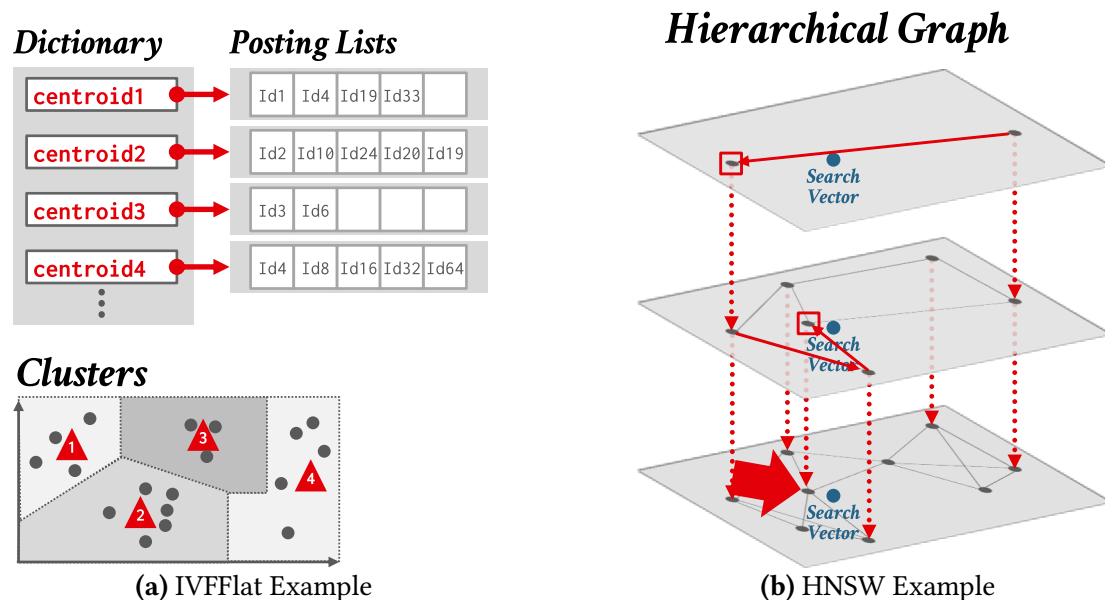 Dictionary
Posting Lists
centroid1
Id1 Id4 Id19 Id33
centroid2
Id2 Id10 Id24 Id20 Id19
centroid3
Id3 Id6
centroid4
Id4 Id8 Id16 Id32 Id64
Clusters
1
3
4
2
(a) IVFFlat Example
Hierarchical Graph
Search
Vector
Search
Vector
Search
Vector
(b) HNSW Example